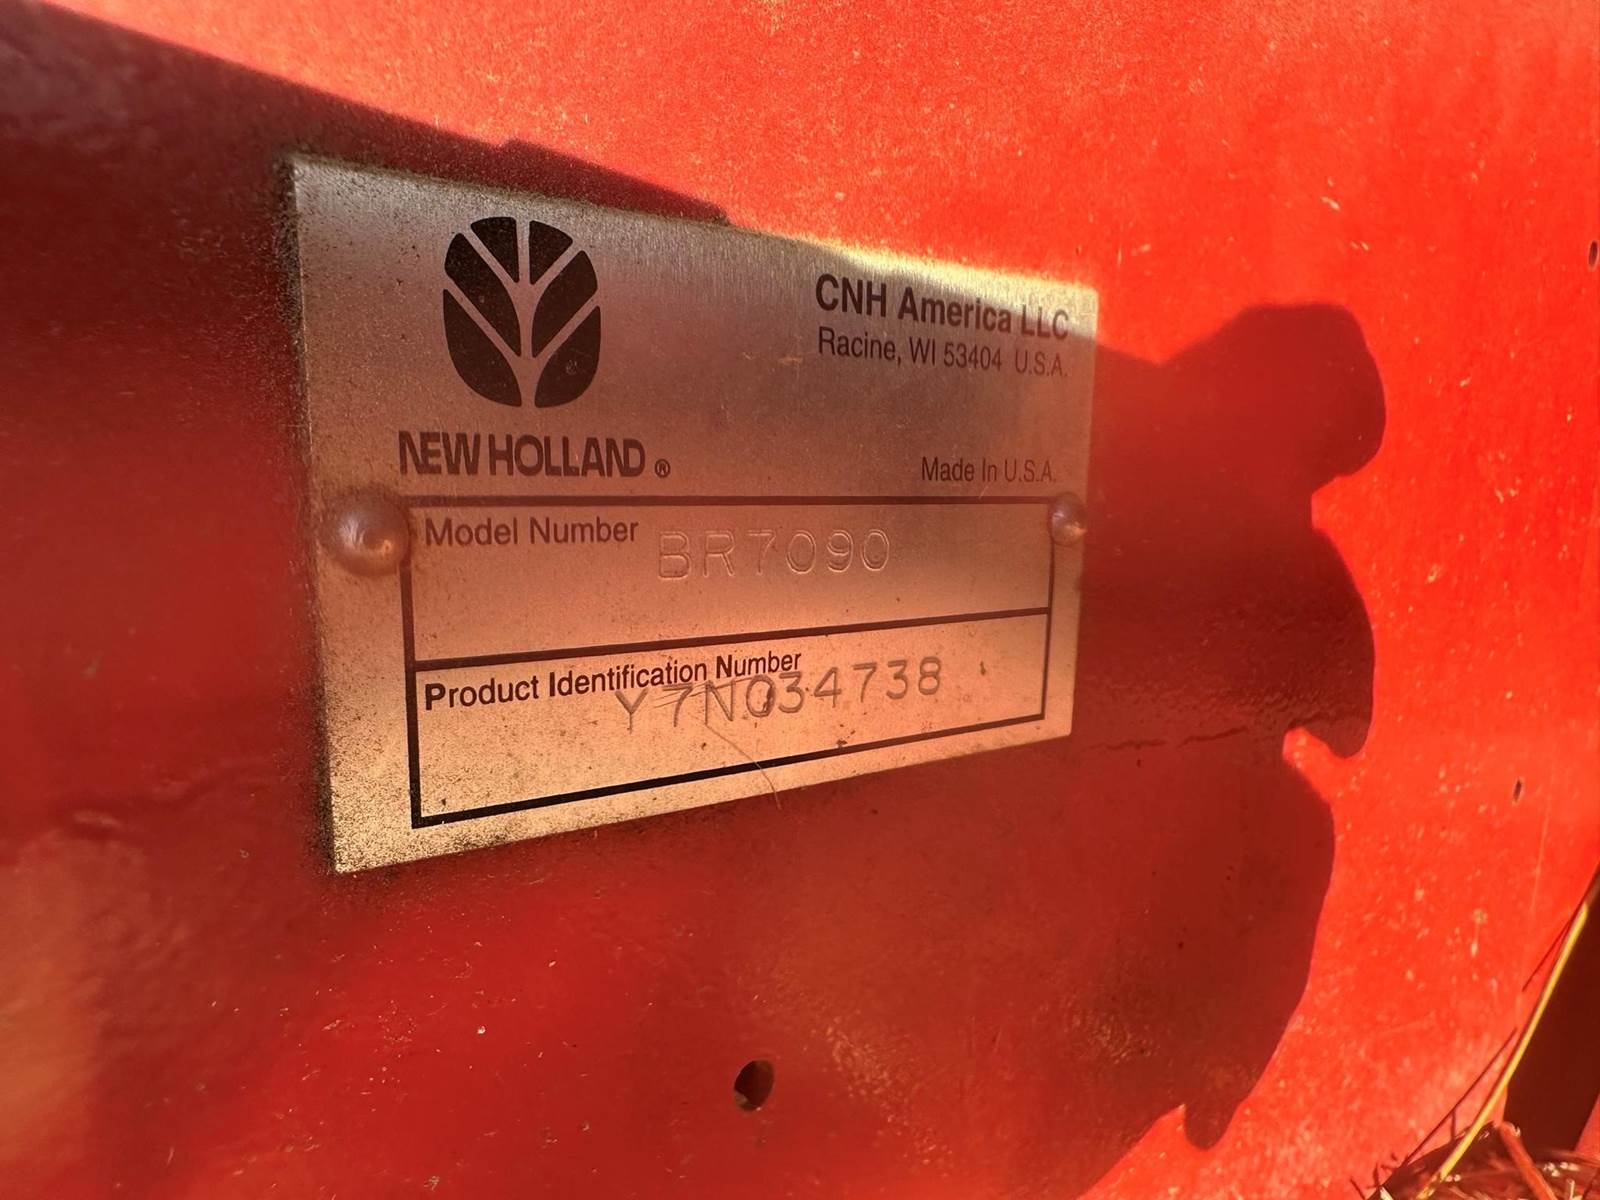 CNH America LLC
Racine, WI 53404 U.S.A.
NEW HOLLAND ®
Made In U.S.A.
Model Number BR7090
Product Identification Number
Y7N034738